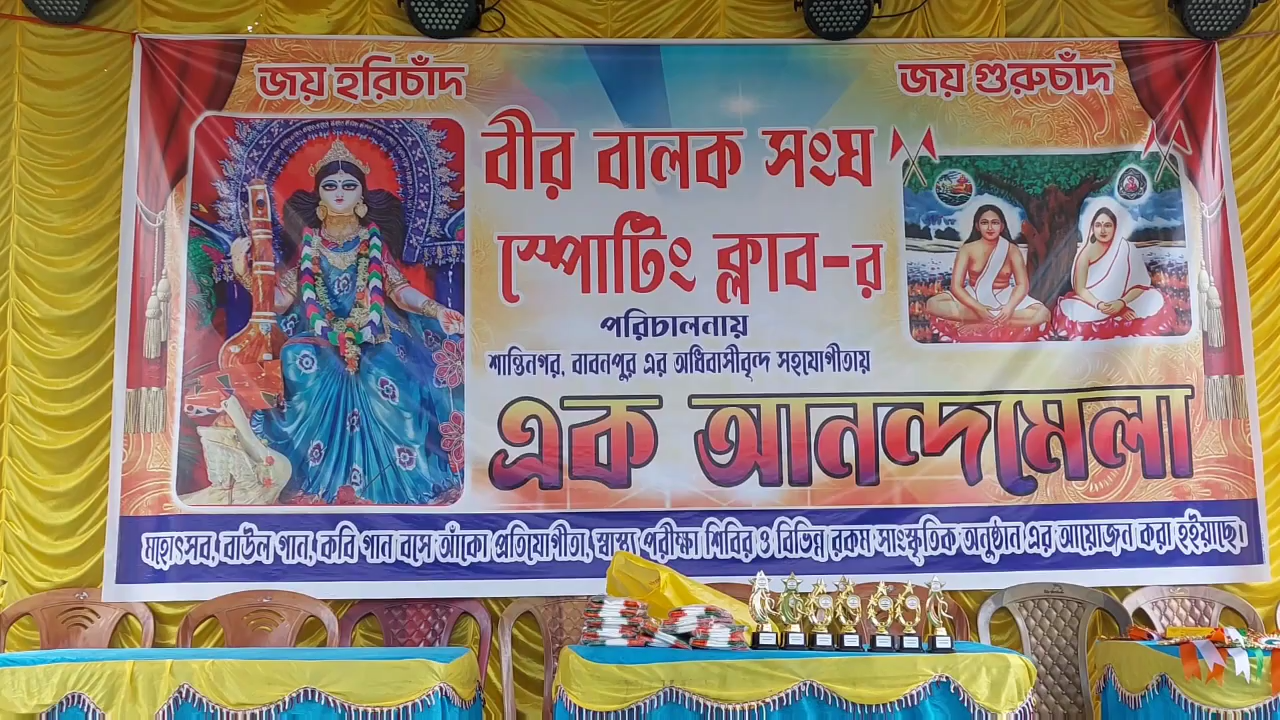 জয় হরিচাঁদ
জয় গুরুচাঁদ
বীর বালক সংঘ
স্পোটিং ক্লাব-র
পরিচালনায়
শান্তিনগর, বাবনপুর এর অধিবাসীবৃন্দে সহযোগীতায়
এক আনন্দমেলা
মহোৎসব, বাউল গান, কবি গান বসে আঁকো প্রতিযোগীতা, স্বাস্থ্য পরীক্ষা শিবির ও বিভিন্ন রকম সাংস্কৃতিক অনুষ্ঠান এর আয়োজন করা হইয়াছে।